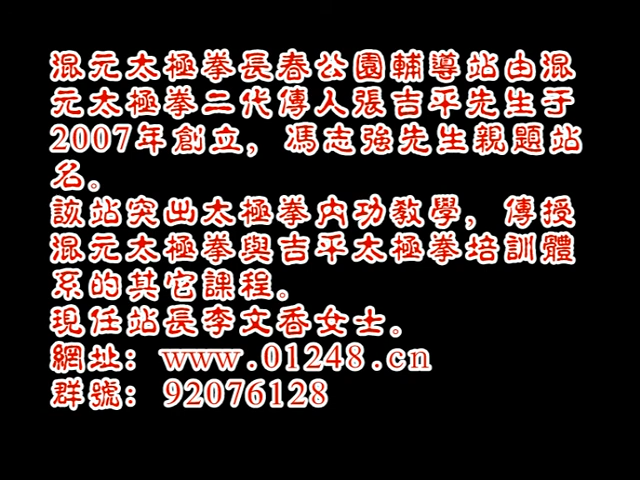 混元太極拳長春公園輔導站由混
元太極拳二代傳人張吉平先生于
2007年創立，馮志強先生親題站
名。
該站突出太極拳內功教學，傳授
混元太極拳與吉平太極拳培訓體
系的其它課程。
現任站長李文香女士。
網址：www.01248.cn
群號：92076128